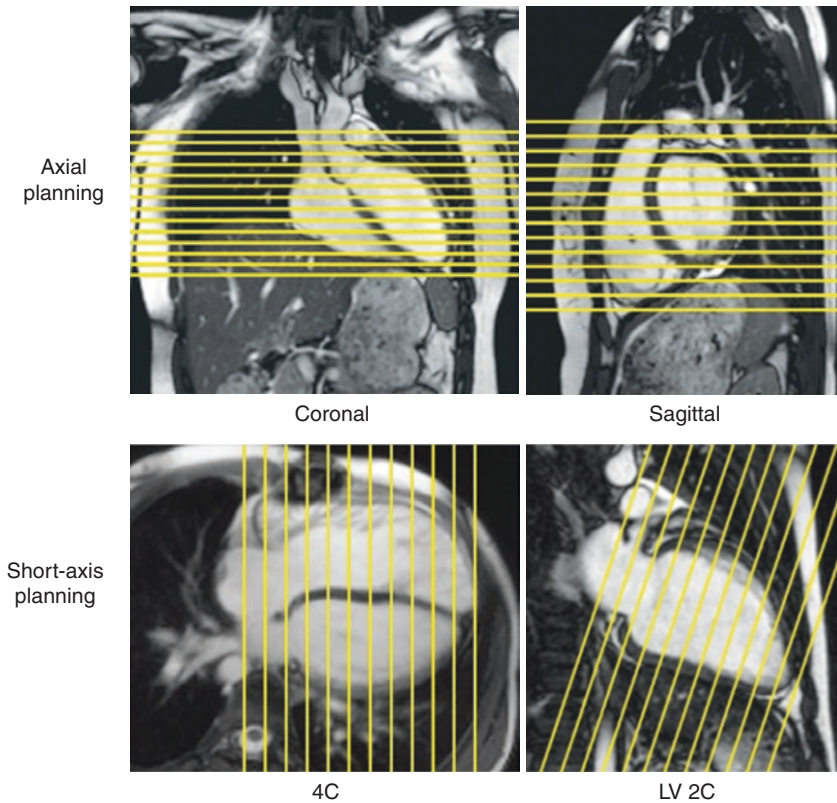 Axial
planning
Coronal
Sagittal
Short-axis
planning
4C
LV 2C